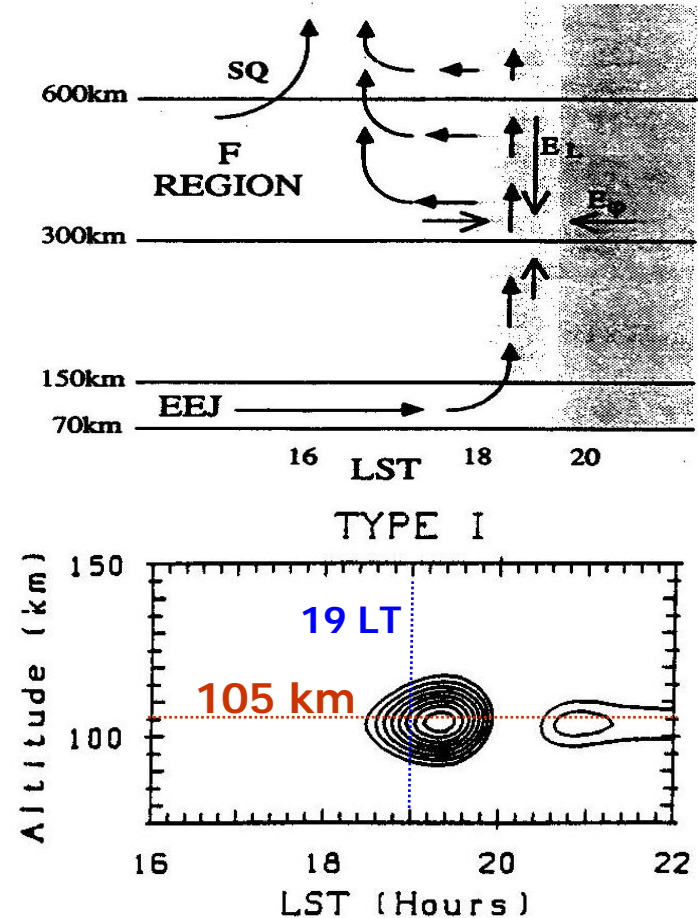 SQ
600km
F
REGION
E L
Eφ
300km
150km
EEJ
70km
16 18 20
LST
TYPE I
150
19 LT
105 km
100
Altitude (km)
16 18 20 22
LST (Hours)